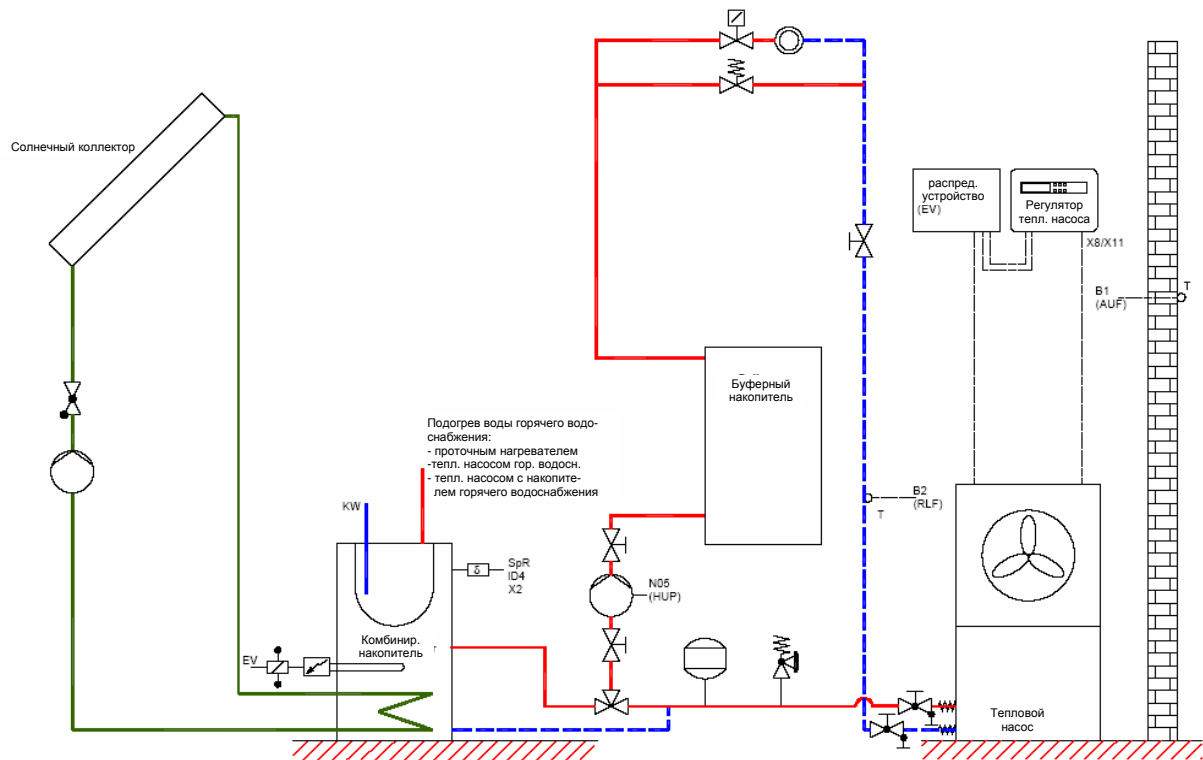 Солнечный коллектор
распред.
устройство
(EV)
Регулятор
тепл. насоса
X8/X11
B1
(AUF)
T
Буферный
накопитель
Подогрев воды горячего водо-
снабжения:
- проточным нагревателем
-тепл. насосом гор. водосн.
- тепл. насосом с накопите-
лем горячего водоснабжения
KW
B2
(RLF)
T
SpR
ID4
X2
δ
N05
(HUP)
Комбинир.
накопитель
EV
Тепловой
насос